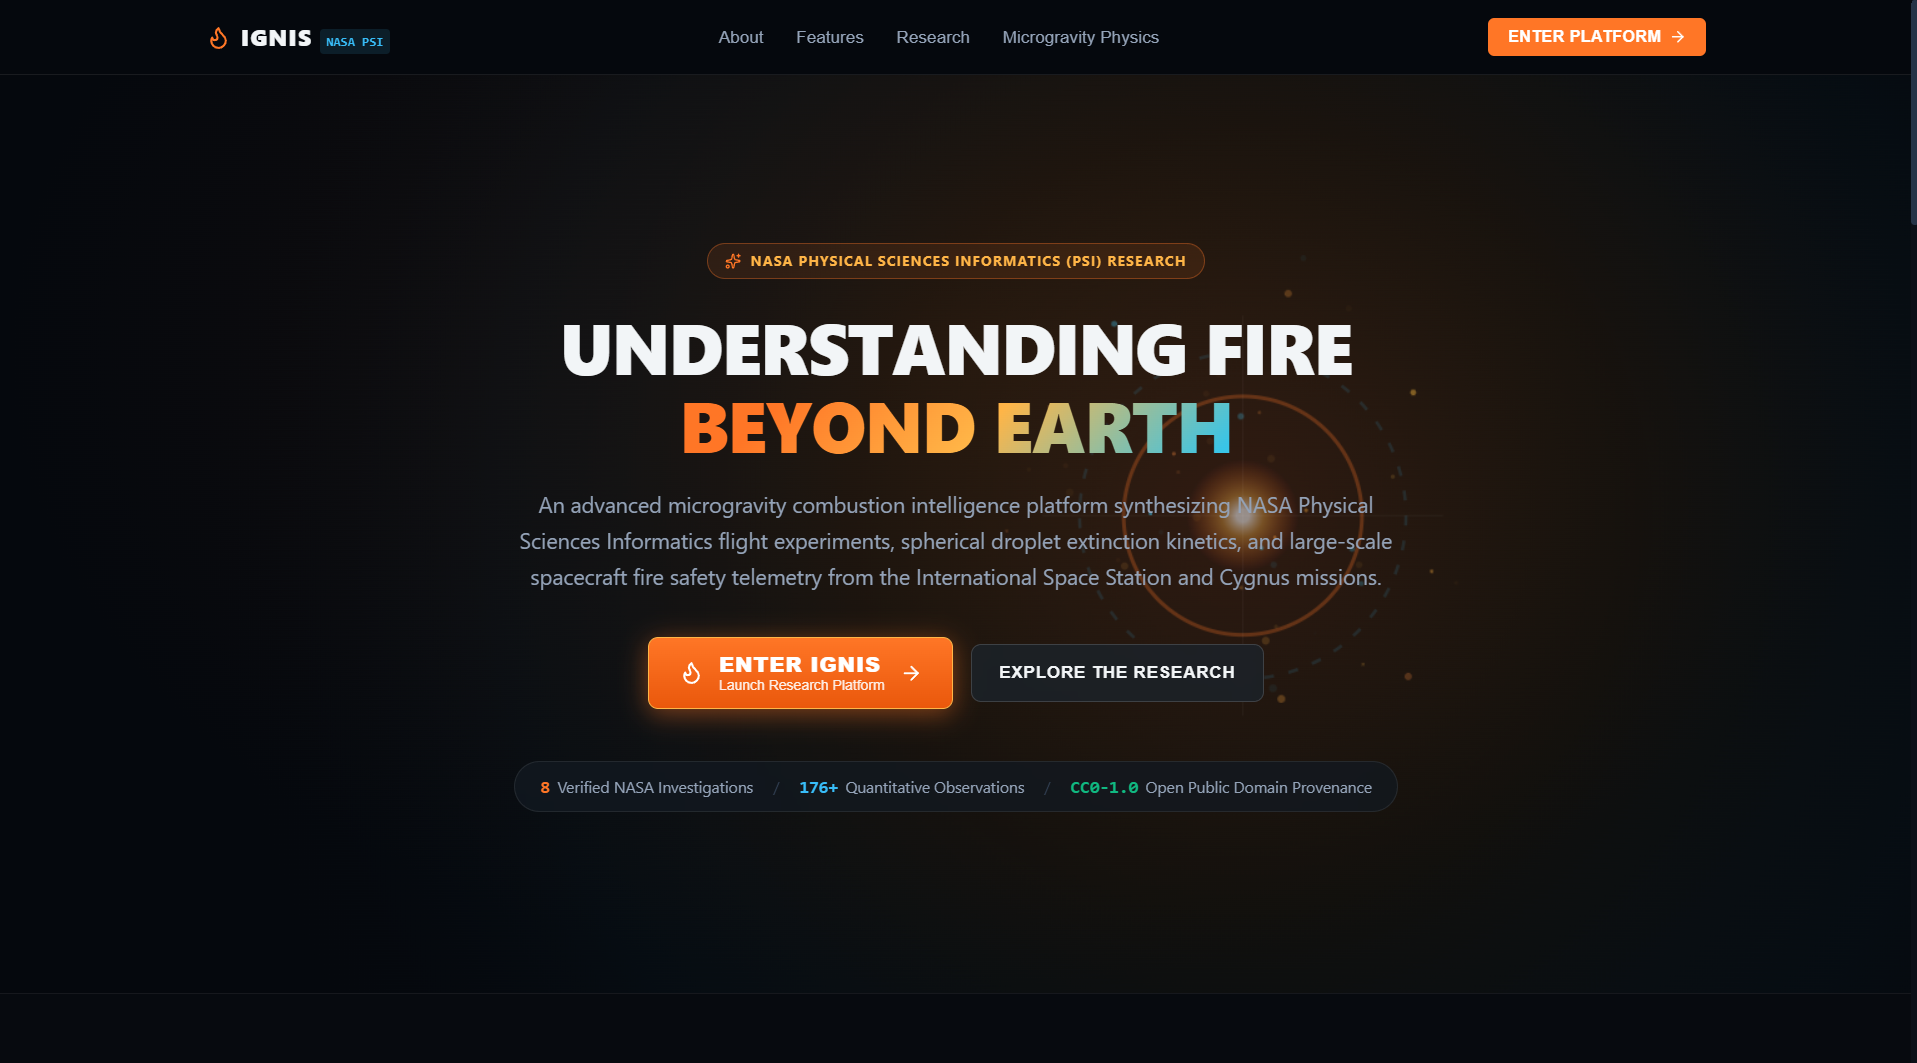 IGNIS NASA PSI
About Features Research Microgravity Physics
ENTER PLATFORM
NASA PHYSICAL SCIENCES INFORMATICS (PSI) RESEARCH
UNDERSTANDING FIRE
BEYOND EARTH
An advanced microgravity combustion intelligence platform synthesizing NASA Physical
Sciences Informatics flight experiments, spherical droplet extinction kinetics, and large-scale
spacecraft fire safety telemetry from the International Space Station and Cygnus missions.
ENTER IGNIS
Launch Research Platform
EXPLORE THE RESEARCH
8 Verified NASA Investigations / 176+ Quantitative Observations / CC0-1.0 Open Public Domain Provenance